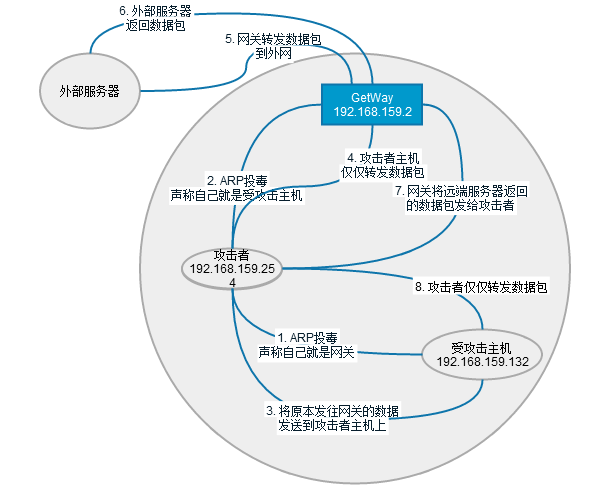 6. 外部服务器
返回数据包
5. 网关转发数据包
到外网
外部服务器
GetWay
192.168.159.2
4. 攻击者主机
仅仅转发数据包
2. ARP投毒
声称自己就是受攻击主机
7. 网关将远端服务器返回
的数据包发给攻击者
攻击者
192.168.159.25
4
8. 攻击者仅仅转发数据包
1. ARP投毒
声称自己就是网关
受攻击主机
192.168.159.132
3. 将原本发往网关的数据
发送到攻击者主机上